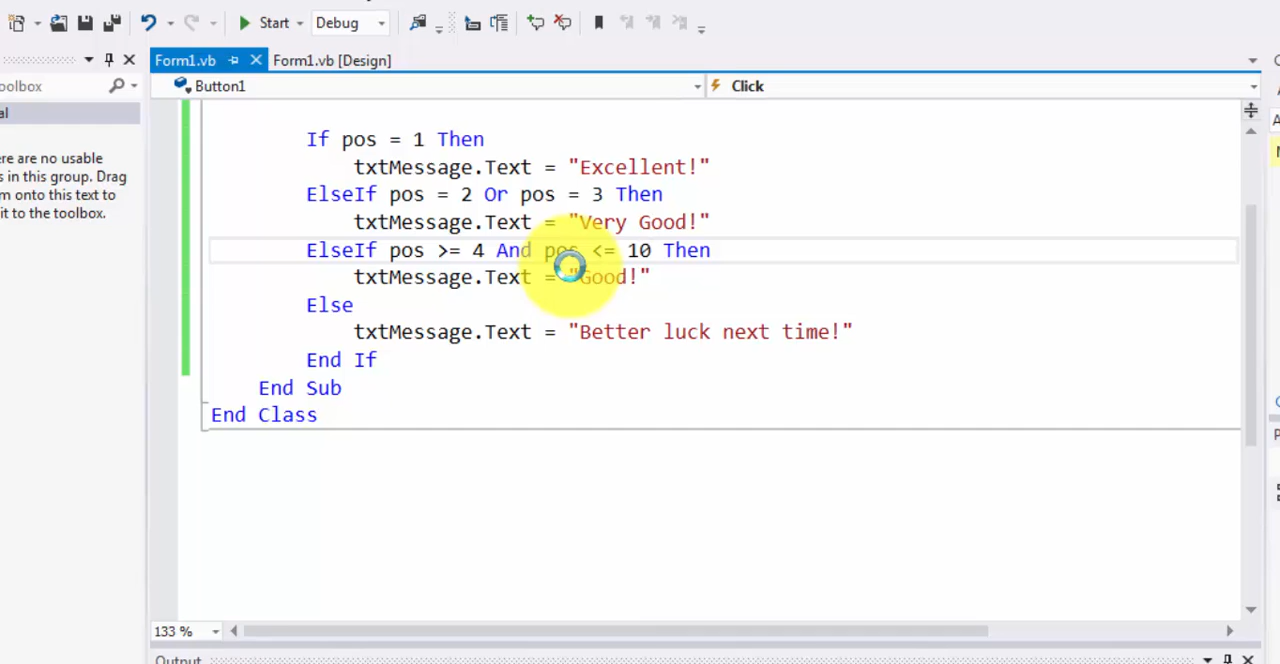 Start Debug
Form1.vb Form1.vb [Design]
oolbox Button1 Click
al
ere are no usable
s in this group. Drag
m onto this text to
it to the toolbox.
If pos = 1 Then
txtMessage.Text = "Excellent!"
ElseIf pos = 2 Or pos = 3 Then
txtMessage.Text = "Very Good!"
ElseIf pos >= 4 And pos <= 10 Then
txtMessage.Text = "Good!"
Else
txtMessage.Text = "Better luck next time!"
End If
End Sub
End Class
133 %
Output